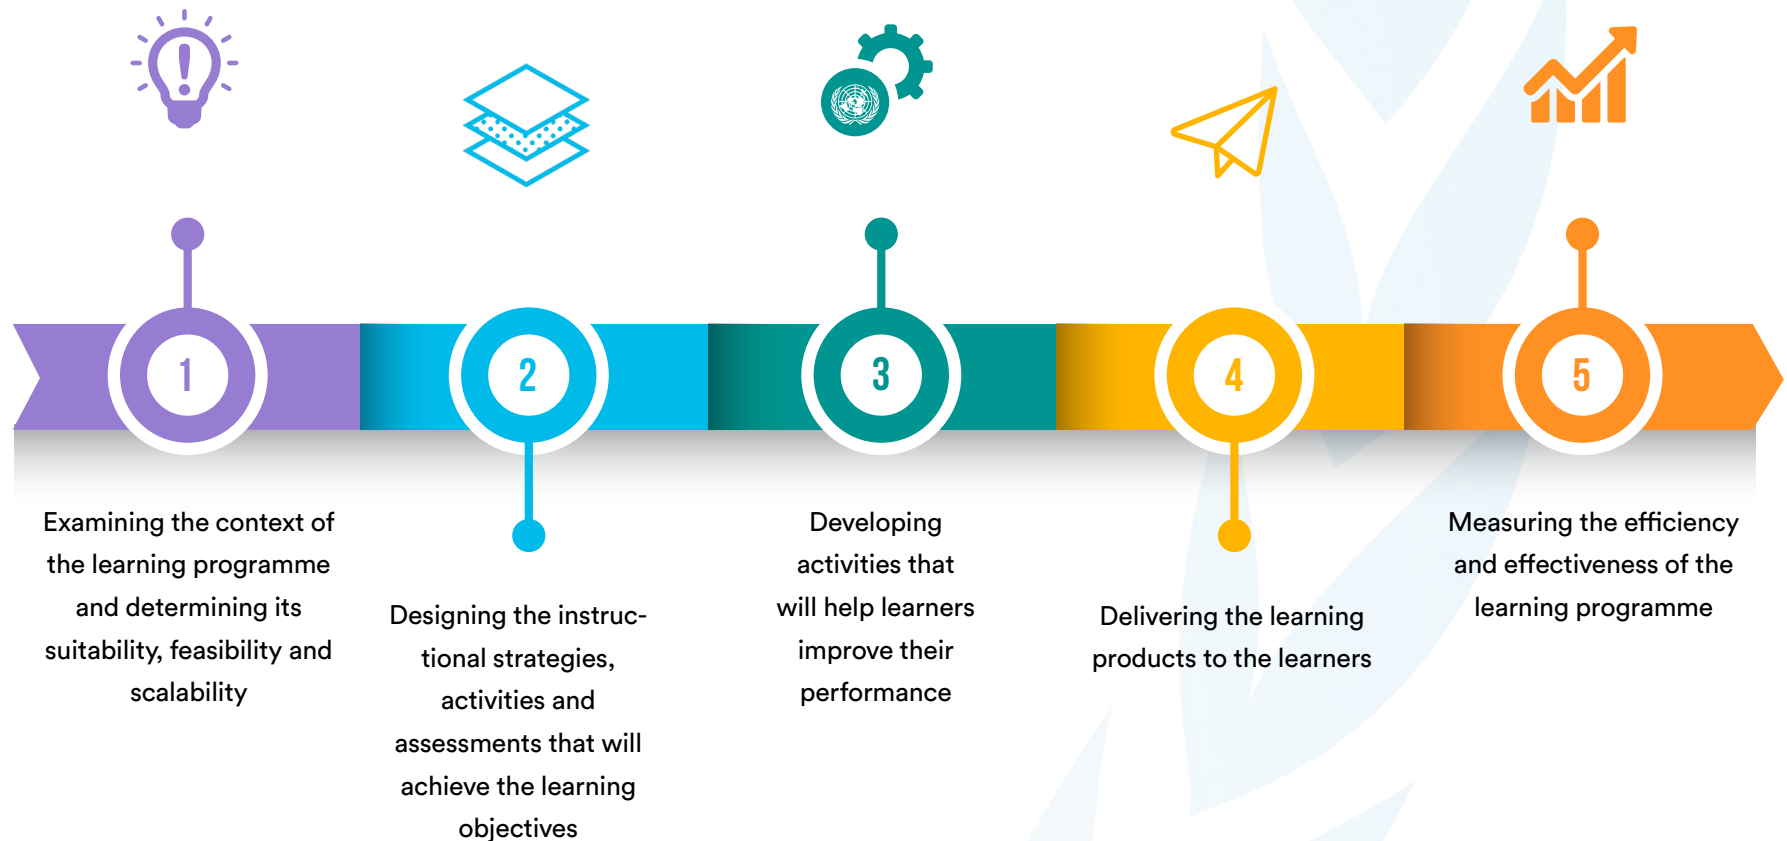 1
2
3
4
5
Examining the context of
the learning programme
and determining its
suitability, feasibility and
scalability
Designing the instruc-
tional strategies,
activities and
assessments that will
achieve the learning
objectives
Developing
activities that
will help learners
improve their
performance
Delivering the learning
products to the learners
Measuring the efficiency
and effectiveness of the
learning programme